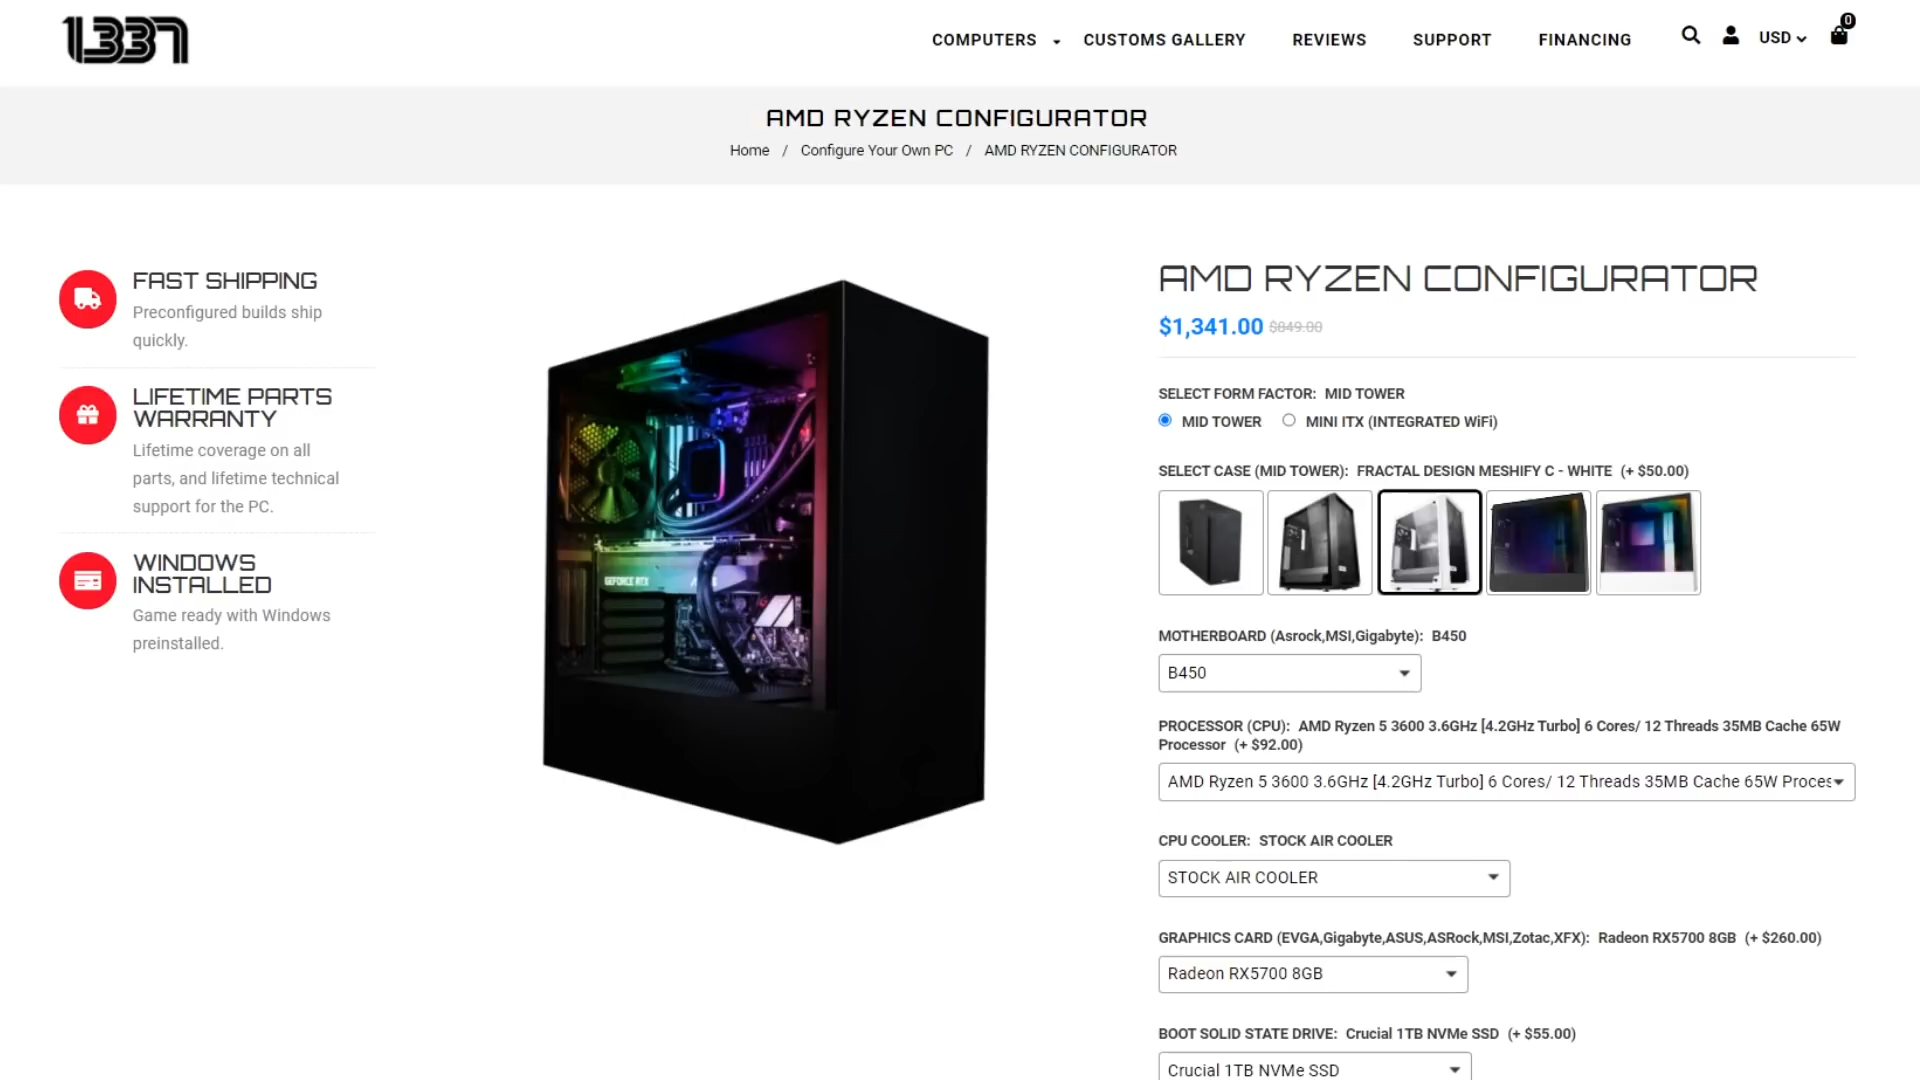 1337
COMPUTERS CUSTOMS GALLERY REVIEWS SUPPORT FINANCING USD 0
AMD RYZEN CONFIGURATOR
Home / Configure Your Own PC / AMD RYZEN CONFIGURATOR
FAST SHIPPING
Preconfigured builds ship
quickly.
LIFETIME PARTS
WARRANTY
Lifetime coverage on all
parts, and lifetime technical
support for the PC.
WINDOWS
INSTALLED
Game ready with Windows
preinstalled.
GEFORCE RTX
AMD RYZEN CONFIGURATOR
$1,341.00 $849.00
SELECT FORM FACTOR: MID TOWER
MID TOWER MINI ITX (INTEGRATED WiFi)
SELECT CASE (MID TOWER): FRACTAL DESIGN MESHIFY C - WHITE (+ $50.00)
MOTHERBOARD (Asrock,MSI,Gigabyte): B450
B450
PROCESSOR (CPU): AMD Ryzen 5 3600 3.6GHz [4.2GHz Turbo] 6 Cores/ 12 Threads 35MB Cache 65W
Processor (+ $92.00)
AMD Ryzen 5 3600 3.6GHz [4.2GHz Turbo] 6 Cores/ 12 Threads 35MB Cache 65W Proces
CPU COOLER: STOCK AIR COOLER
STOCK AIR COOLER
GRAPHICS CARD (EVGA,Gigabyte,ASUS,ASRock,MSI,Zotac,XFX): Radeon RX5700 8GB (+ $260.00)
Radeon RX5700 8GB
BOOT SOLID STATE DRIVE: Crucial 1TB NVMe SSD (+ $55.00)
Crucial 1TB NVMe SSD